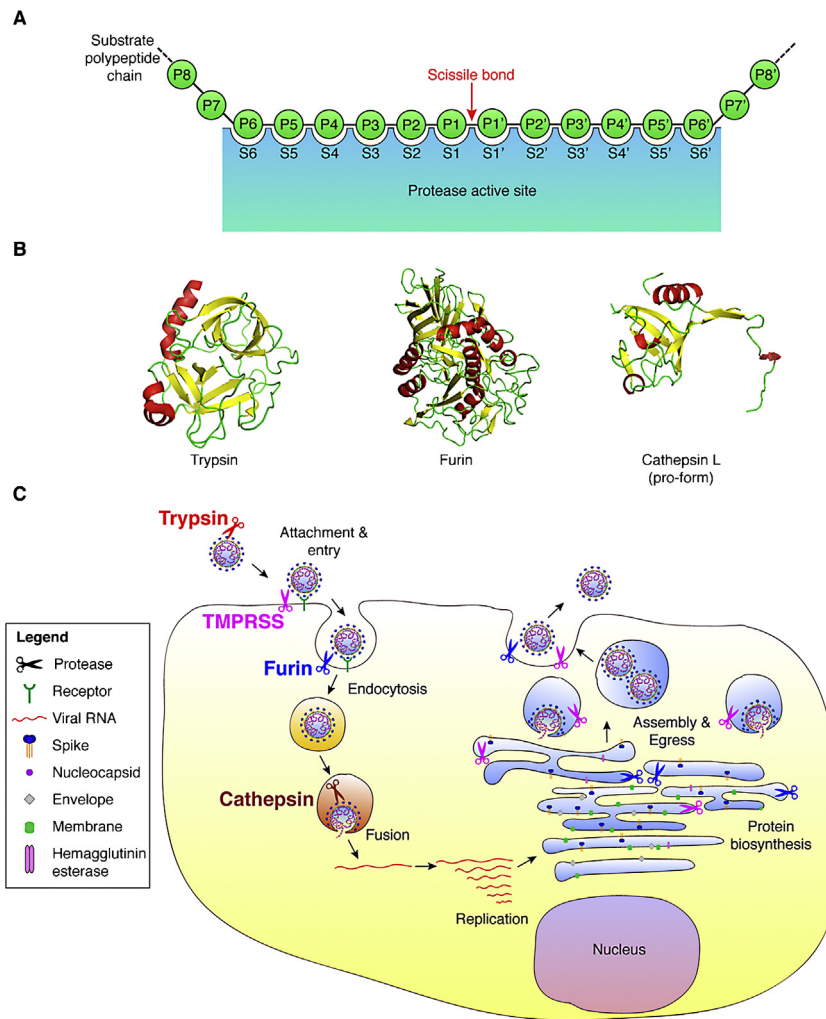 A
Substrate
polypeptide
chain
Scissile bond
P8 P7 P6 P5 P4 P3 P2 P1 P1' P2' P3' P4' P5' P6' P7' P8'
S6 S5 S4 S3 S2 S1 S1' S2' S3' S4' S5' S6'
Protease active site
B
Trypsin
Furin
Cathepsin L
(pro-form)
C
Trypsin
Attachment &
entry
TMPRSS
Furin
Endocytosis
Cathepsin
Fusion
Replication
Assembly &
Egress
Protein
biosynthesis
Nucleus
Legend
Protease
Receptor
Viral RNA
Spike
Nucleocapsid
Envelope
Membrane
Hemagglutinin
esterase